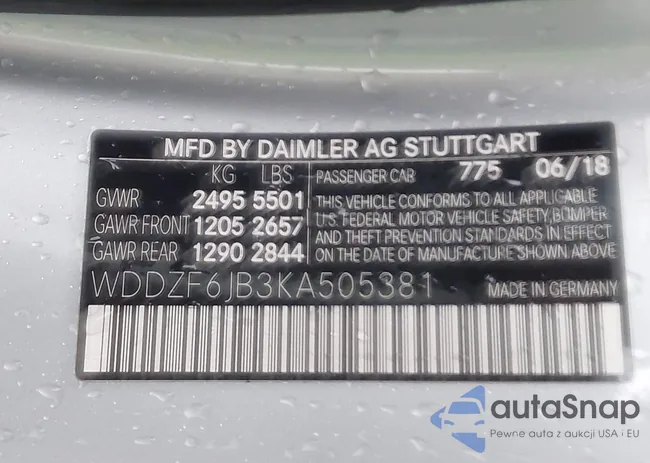 MFD BY DAIMLER AG STUTTGART
KG LBS
GVWR 2495 5501
GAWR FRONT 1205 2657
GAWR REAR 1290 2844
PASSENGER CAR 775 06/18
THIS VEHICLE CONFORMS TO ALL APPLICABLE
U.S. FEDERAL MOTOR VEHICLE SAFETY, BUMPER
AND THEFT PREVENTION STANDARDS IN EFFECT
ON THE DATE OF MANUFACTURE SHOWN ABOVE.
WDDZF6JB3KA505381 MADE IN GERMANY
autaSnap
Pewne auta z aukcji USA i EU